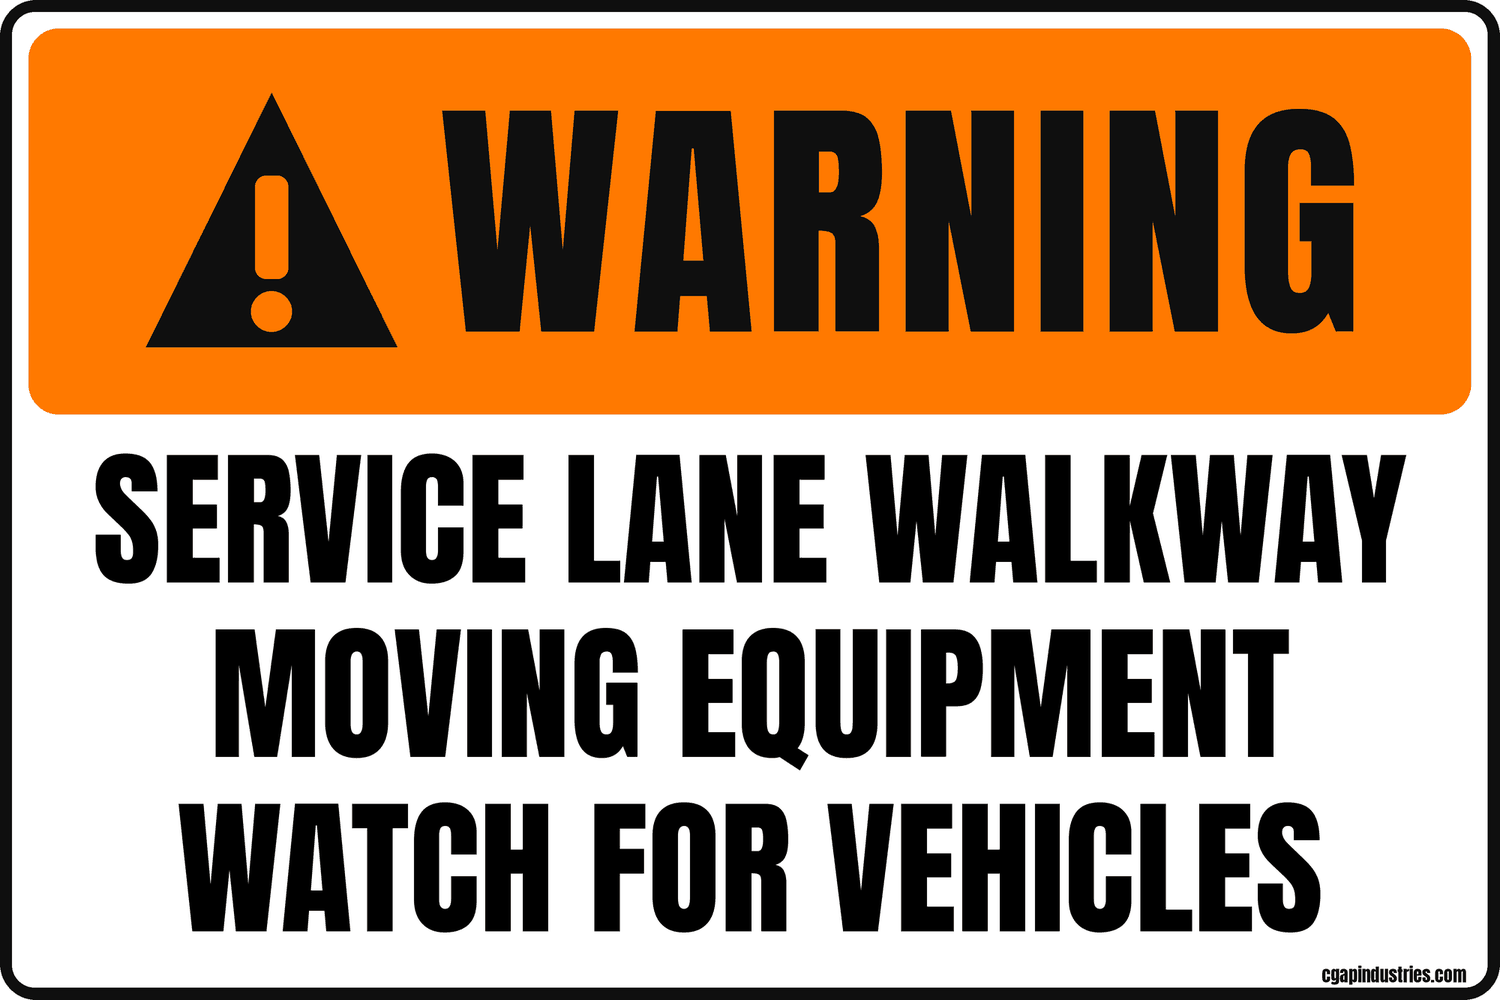 WARNING
SERVICE LANE WALKWAY
MOVING EQUIPMENT
WATCH FOR VEHICLES
cgapindustries.com